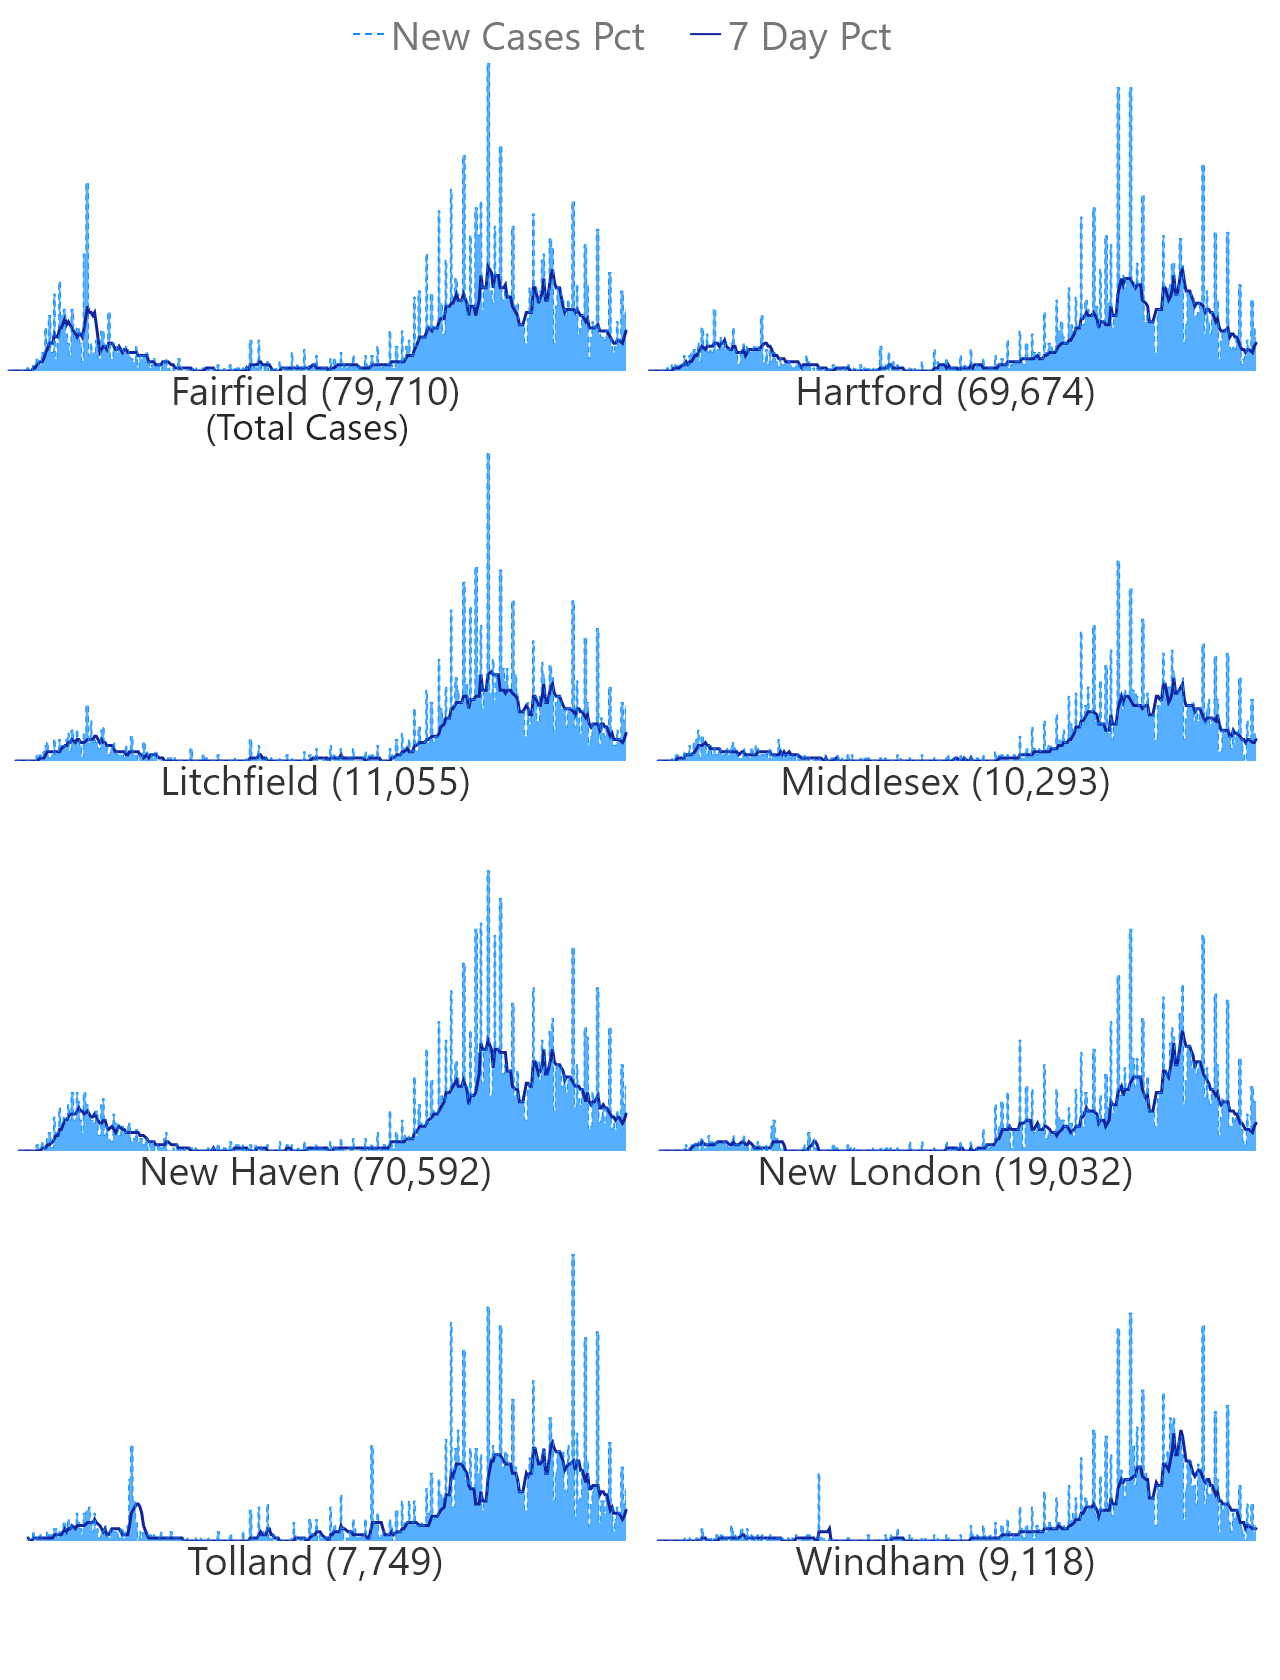 New Cases Pct 7 Day Pct
Fairfield (79,710) Hartford (69,674)
(Total Cases)
Litchfield (11,055) Middlesex (10,293)
New Haven (70,592) New London (19,032)
Tolland (7,749) Windham (9,118)